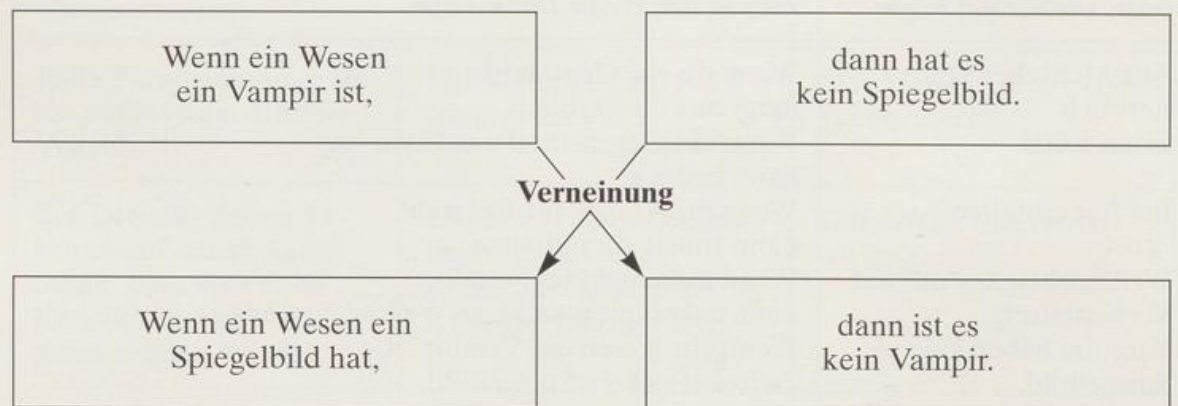 Wenn ein Wesen
ein Vampir ist,
dann hat es
kein Spiegelbild.
Verneinung
Wenn ein Wesen ein
Spiegelbild hat,
dann ist es
kein Vampir.